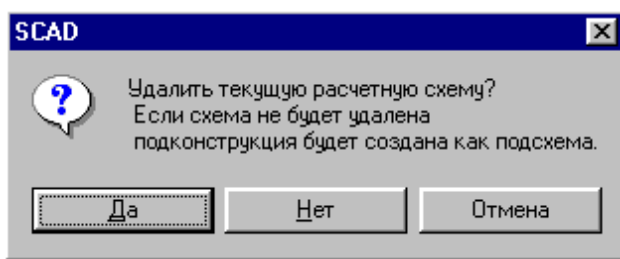 SCAD
?
Удалить текущую расчетную схему?
Если схема не будет удалена
подконструкция будет создана как подсхема.
Да
Нет
Отмена